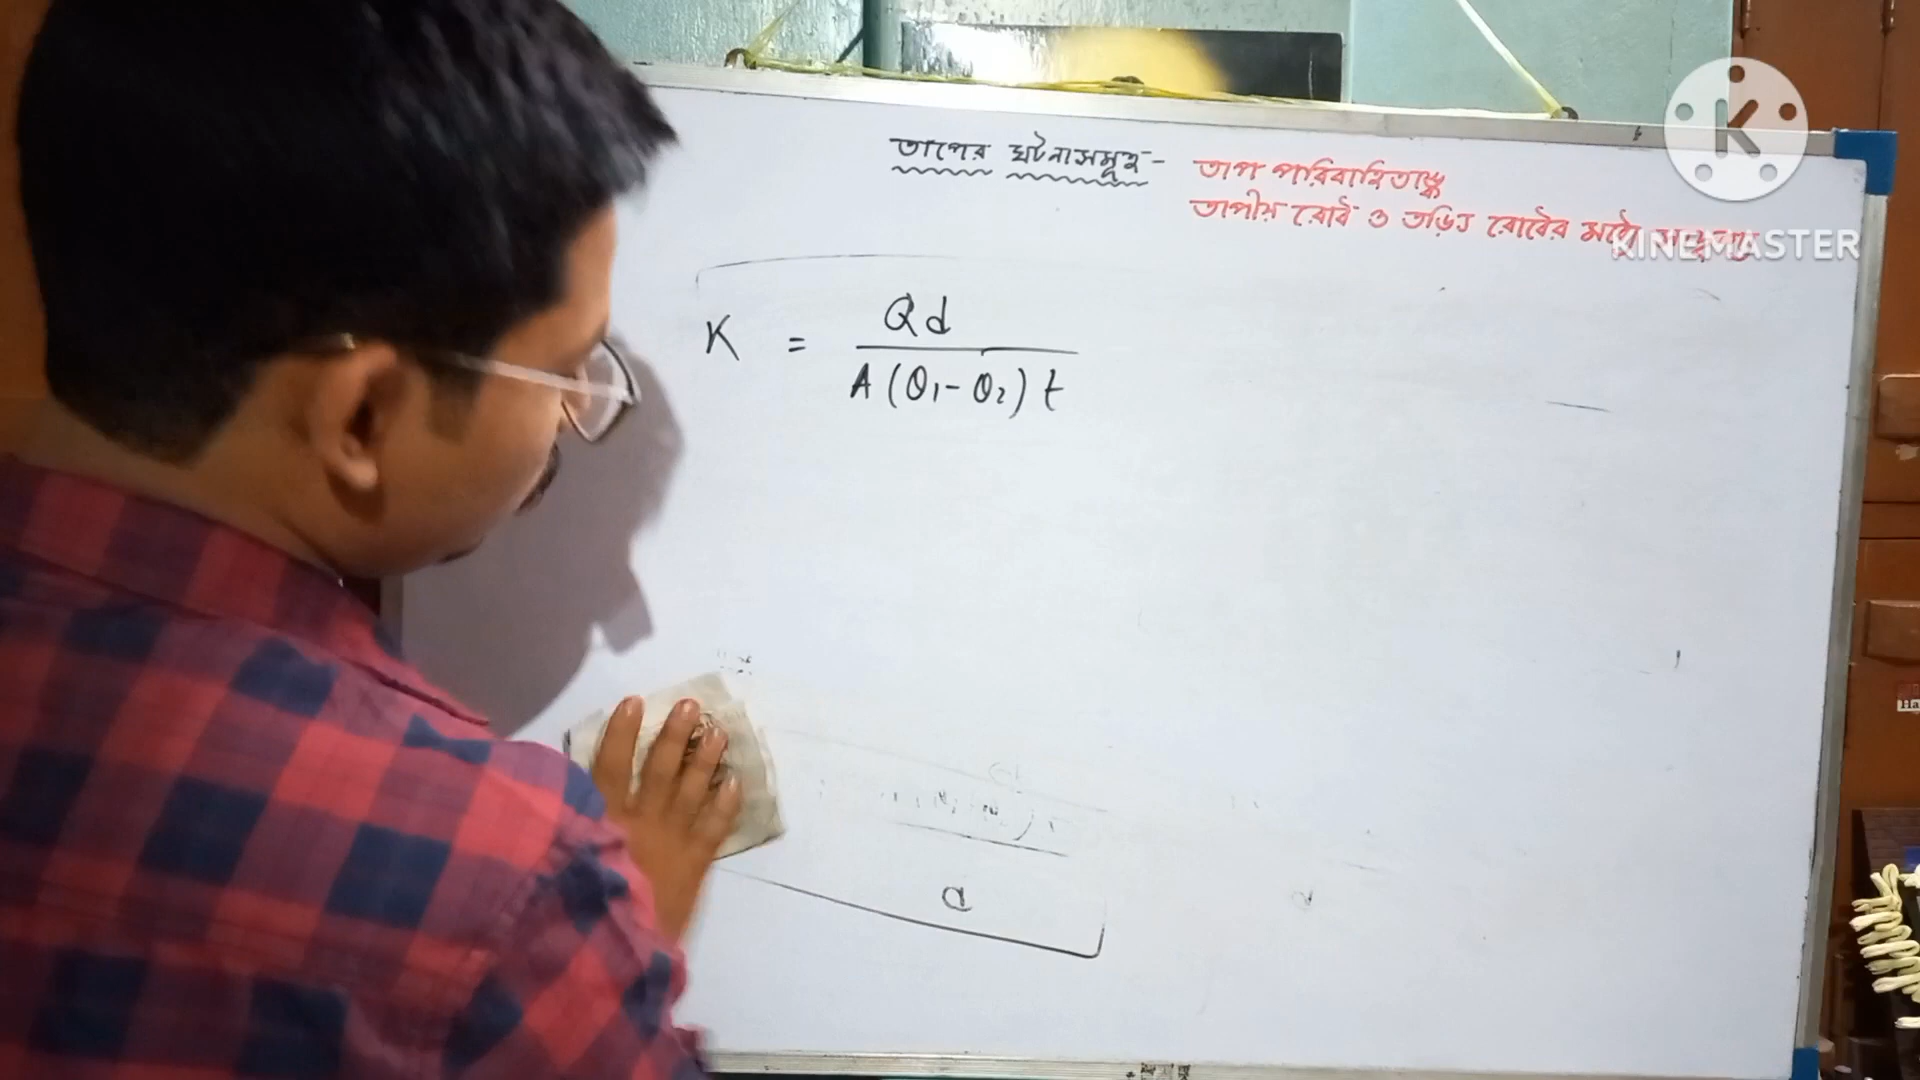 তাপের ঘটনাসমূহ - তাপ পরিবাহিতাঙ্ক
তাপীয় রোধ ও তড়িৎ রোধের মধ্যে
KINEMASTER
K = Qd / A (θ₁ - θ₂) t
d